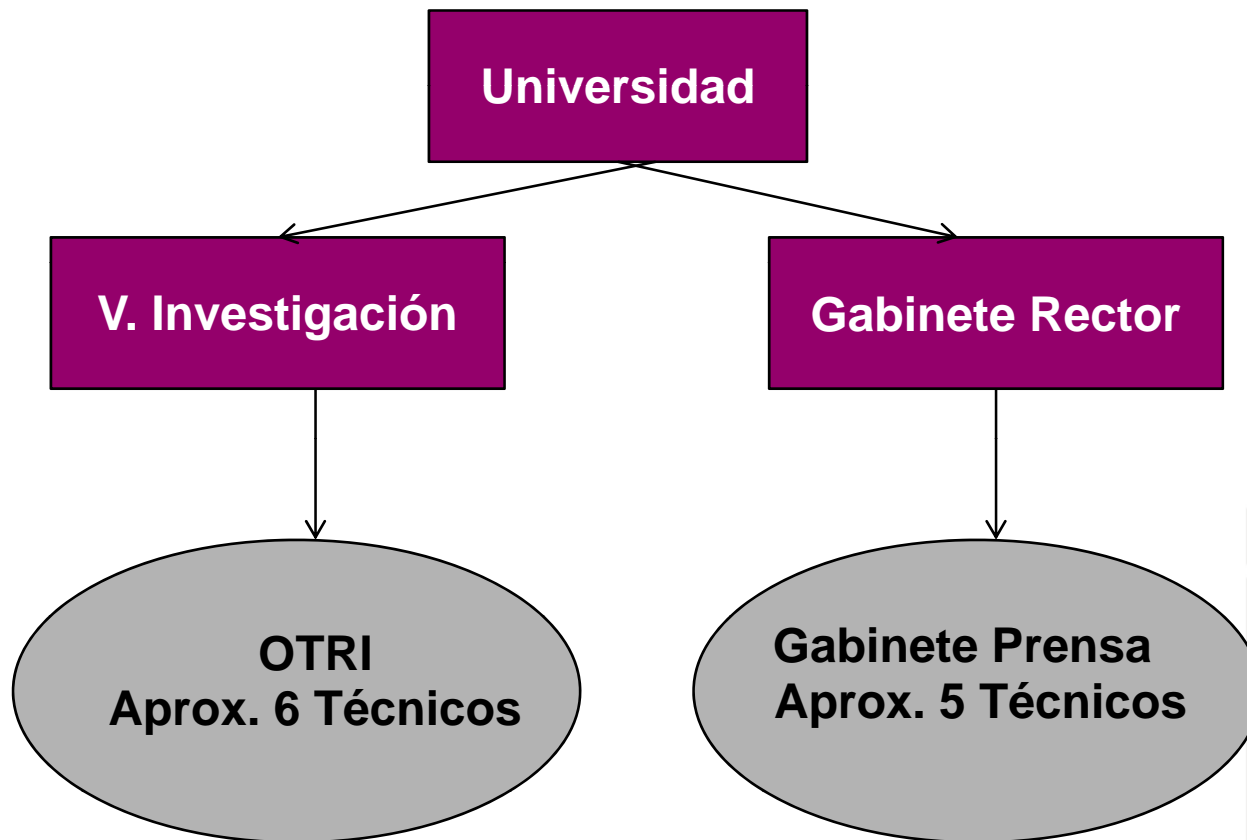 Universidad
V. Investigación
Gabinete Rector
OTRI
Aprox. 6 Técnicos
Gabinete Prensa
Aprox. 5 Técnicos